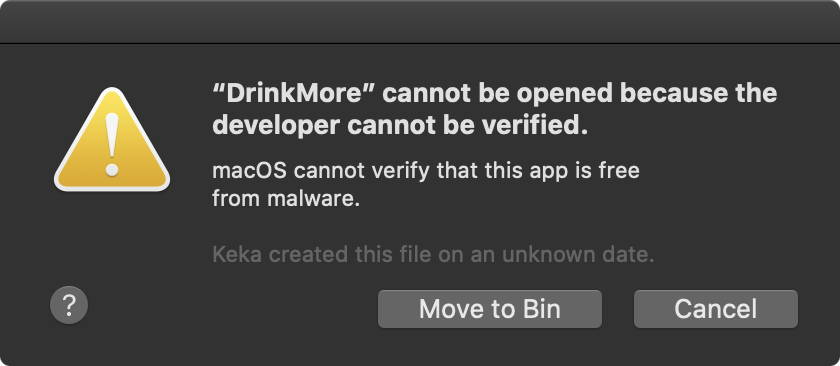 “DrinkMore” cannot be opened because the
developer cannot be verified.
macOS cannot verify that this app is free
from malware.
Keka created this file on an unknown date.
?
Move to Bin
Cancel